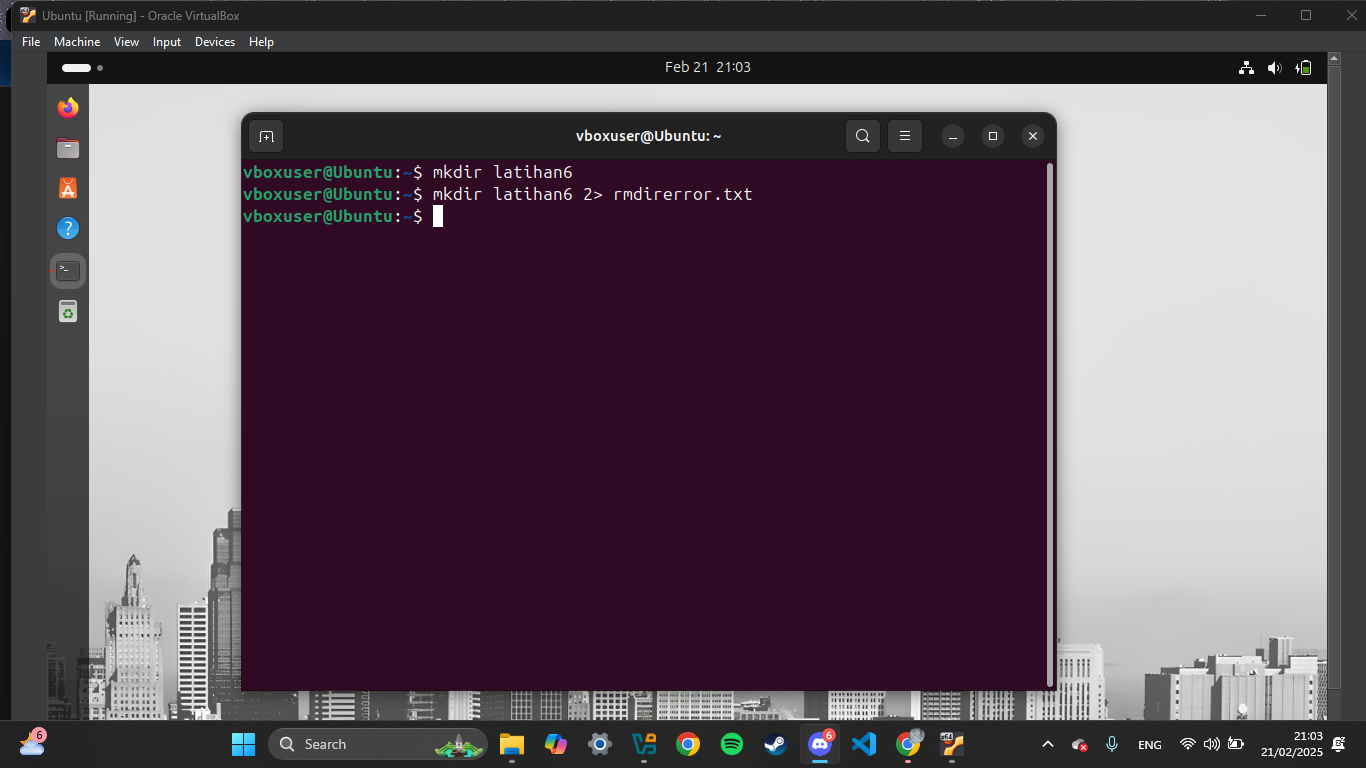 Ubuntu [Running] - Oracle VirtualBox
File Machine View Input Devices Help
Feb 21 21:03
vboxuser@Ubuntu: ~
vboxuser@Ubuntu:~$ mkdir latihan6
vboxuser@Ubuntu:~$ mkdir latihan6 2> rmdirerror.txt
vboxuser@Ubuntu:~$
6
Search
6
x64
ENG
21:03
21/02/2025